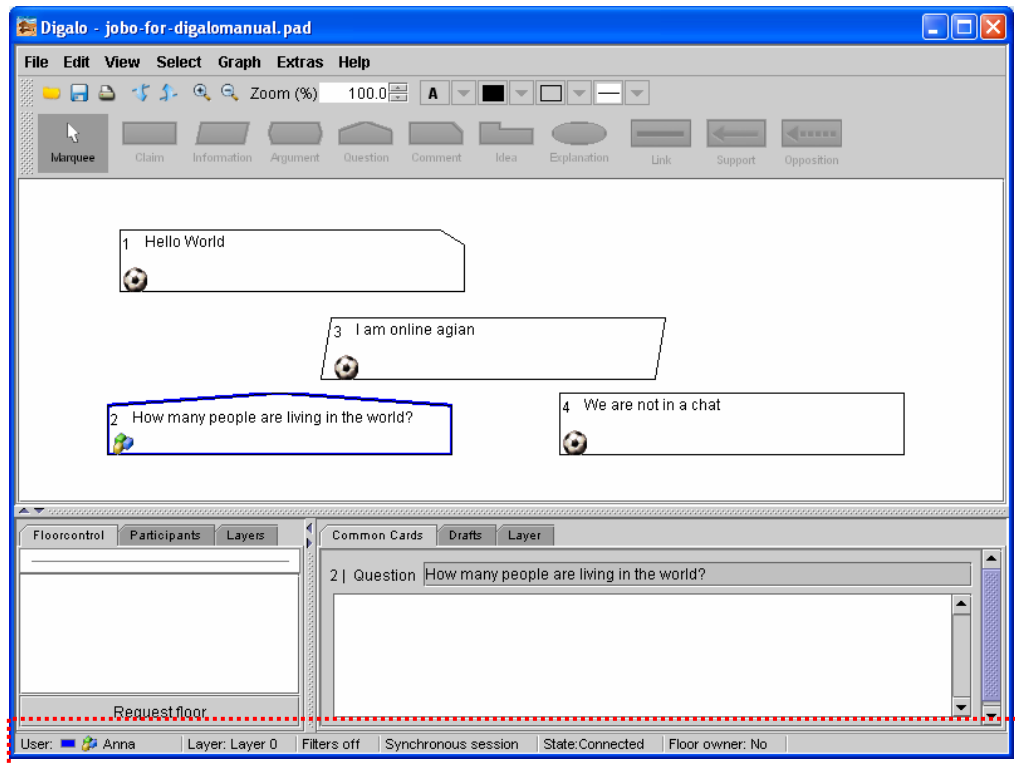 Digalo - jobo-for-digalomanual.pad
File Edit View Select Graph Extras Help
Zoom (%) 100.0 A
Marquee Claim Information Argument Question Comment Idea Explanation Link Support Opposition
1 Hello World
3 I am online agian
2 How many people are living in the world?
4 We are not in a chat
Floorcontrol Participants Layers
Common Cards Drafts Layer
2 | Question How many people are living in the world?
Request floor
User: Anna Layer: Layer 0 Filters off Synchronous session State:Connected Floor owner: No